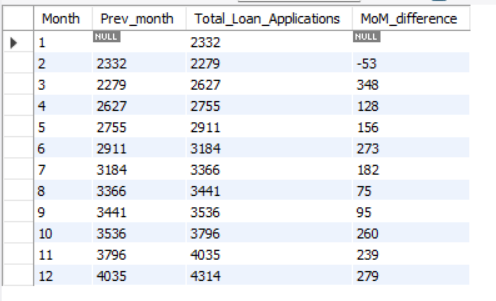 Month Prev_month Total_Loan_Applications MoM_difference
1 NULL 2332 NULL
2 2332 2279 -53
3 2279 2627 348
4 2627 2755 128
5 2755 2911 156
6 2911 3184 273
7 3184 3366 182
8 3366 3441 75
9 3441 3536 95
10 3536 3796 260
11 3796 4035 239
12 4035 4314 279